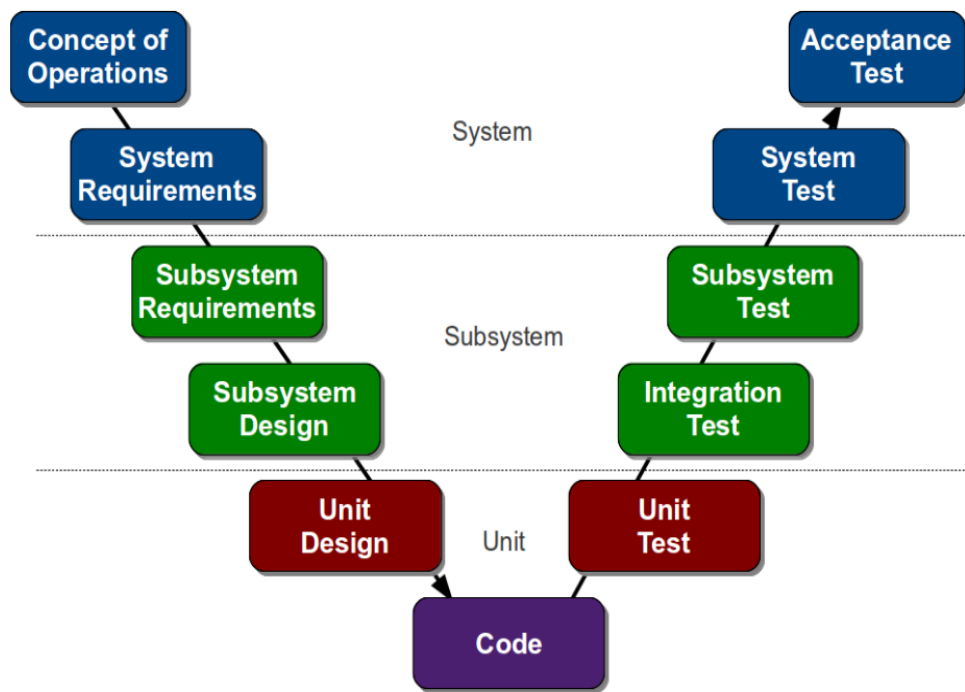 Concept of
Operations
Acceptance
Test
System
System
Requirements
System
Test
Subsystem
Requirements
Subsystem
Test
Subsystem
Subsystem
Design
Integration
Test
Unit
Design
Unit
Unit
Test
Code